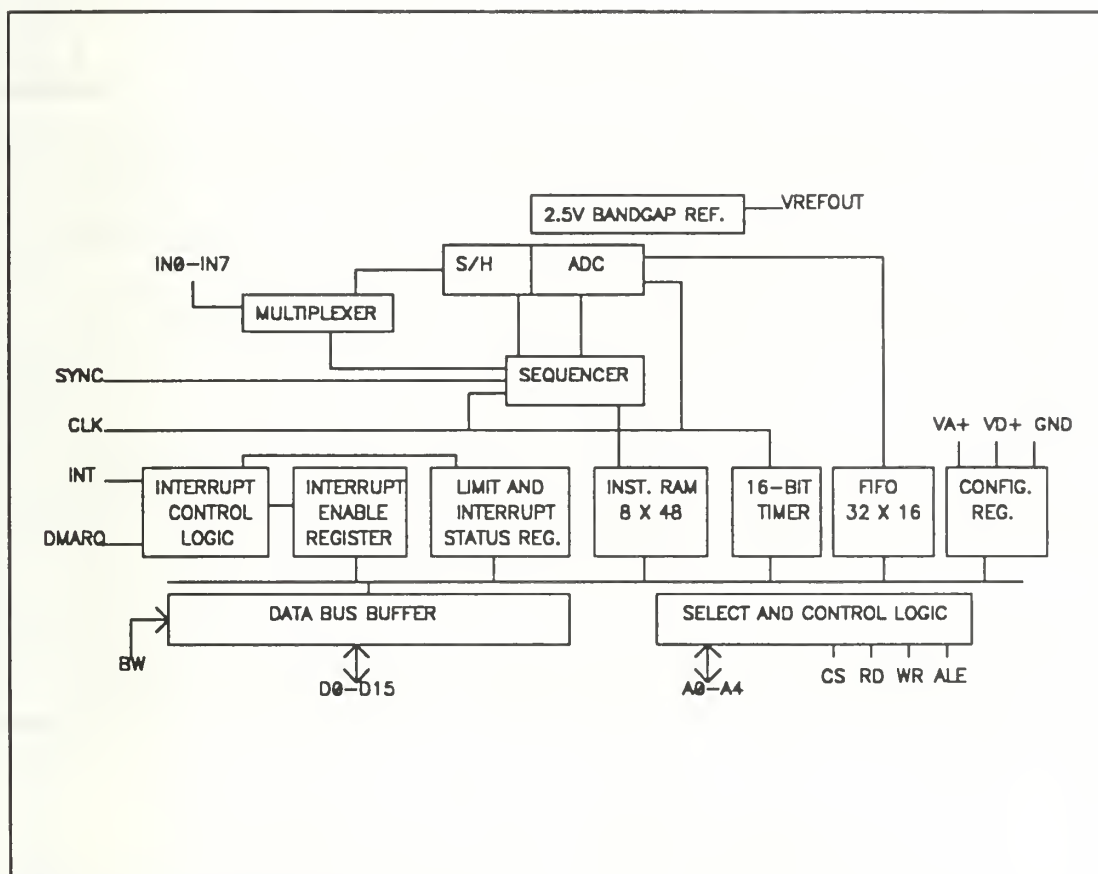 2.5V BANDGAP REF.
VREFOUT
IN0-IN7
S/H
ADC
MULTIPLEXER
SYNC
SEQUENCER
CLK
VA+ VD+ GND
INT
INTERRUPT
CONTROL
LOGIC
INTERRUPT
ENABLE
REGISTER
LIMIT AND
INTERRUPT
STATUS REG.
INST. RAM
8 X 48
16-BIT
TIMER
FIFO
32 X 16
CONFIG.
REG.
DMARQ
DATA BUS BUFFER
SELECT AND CONTROL LOGIC
BW
D0-D15
A0-A4
CS RD WR ALE